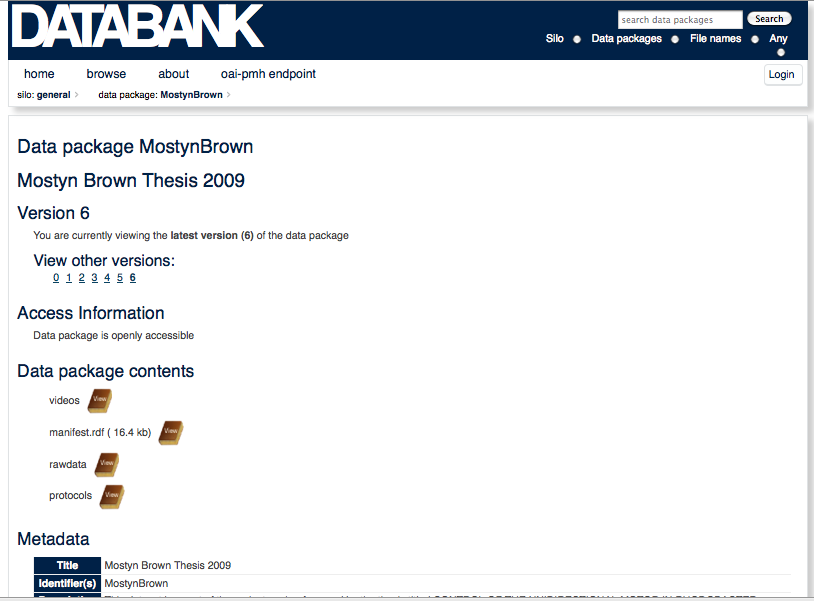 DATABANK
search data packages Search
Silo Data packages File names Any
home browse about oai-pmh endpoint Login
silo: general data package: MostynBrown
Data package MostynBrown
Mostyn Brown Thesis 2009
Version 6
You are currently viewing the latest version (6) of the data package
View other versions:
0 1 2 3 4 5 6
Access Information
Data package is openly accessible
Data package contents
videos View
manifest.rdf ( 16.4 kb) View
rawdata View
protocols View
Metadata
Title Mostyn Brown Thesis 2009
Identifier(s) MostynBrown